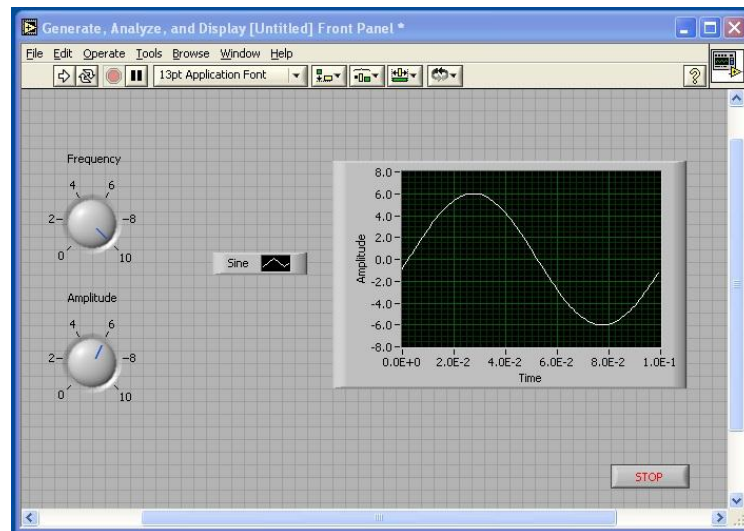 Generate, Analyze, and Display [Untitled] Front Panel *
File Edit Operate Tools Browse Window Help
13pt Application Font
?
Frequency
4 6
2 8
0 10
Sine
Amplitude
4 6
2 8
0 10
8.0
6.0
4.0
2.0
0.0
-2.0
-4.0
-6.0
-8.0
Amplitude
0.0E+0 2.0E-2 4.0E-2 6.0E-2 8.0E-2 1.0E-1
Time
STOP